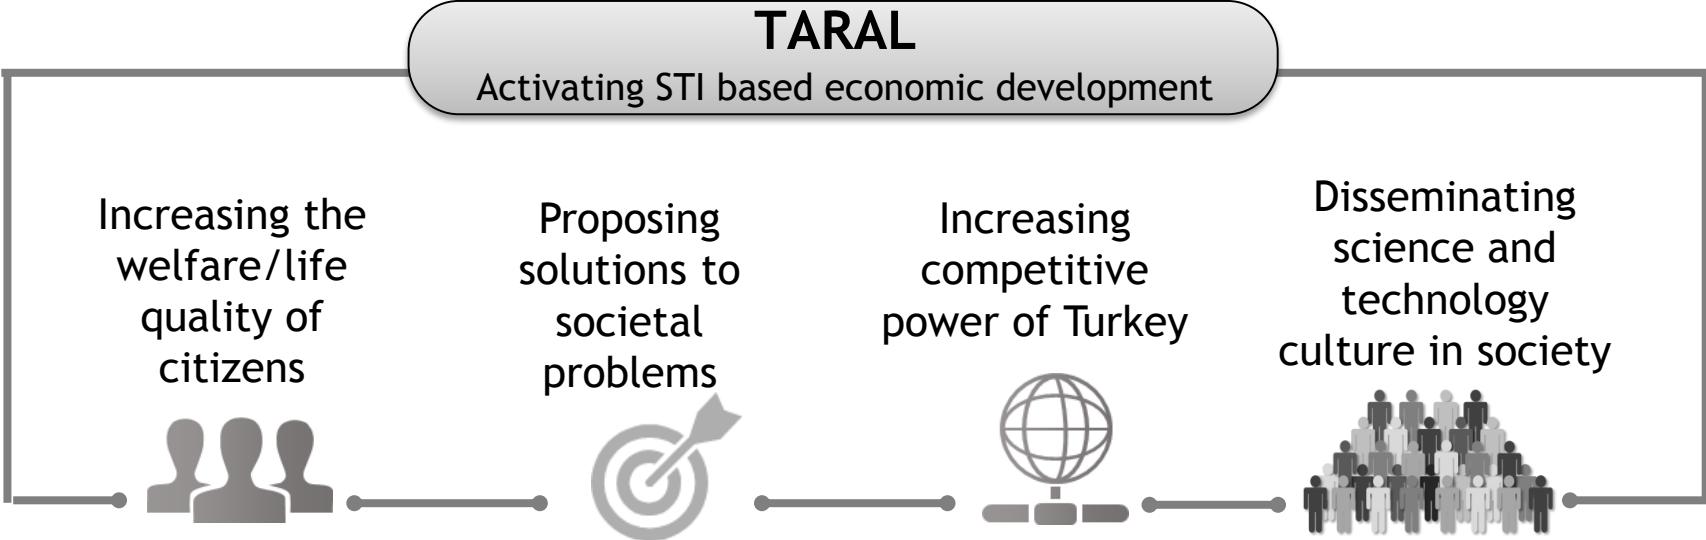 TARAL
Activating STI based economic development
Increasing the
welfare/life
quality of
citizens
Proposing
solutions to
societal
problems
Increasing
competitive
power of Turkey
Disseminating
science and
technology
culture in society